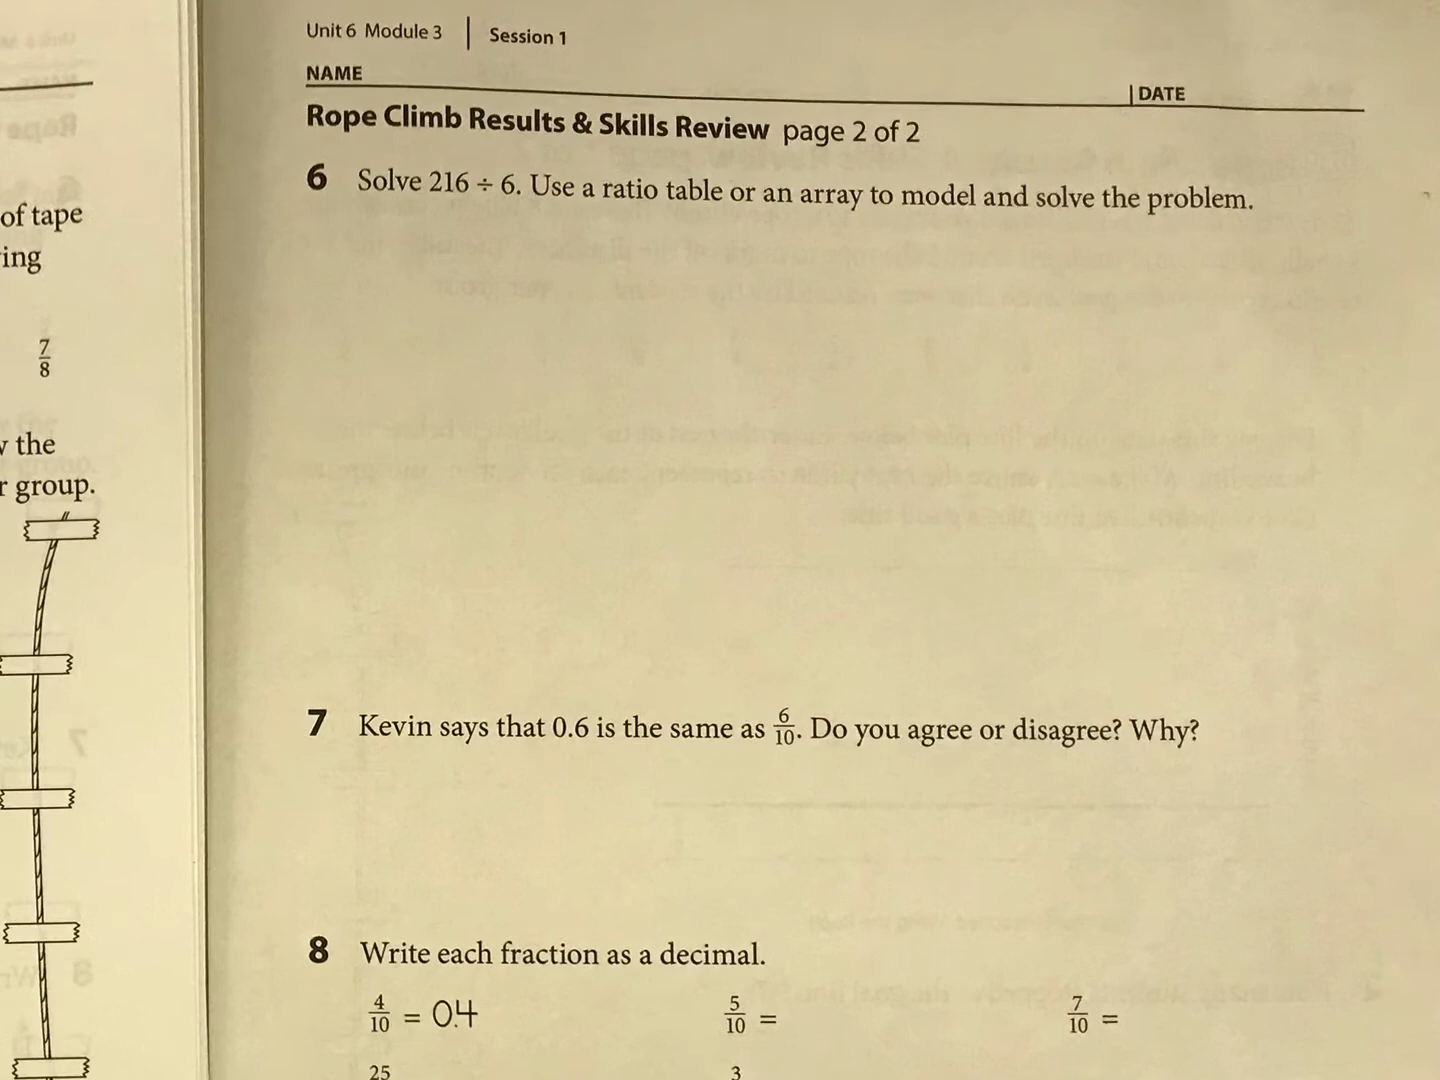 Unit 6 Module 3 | Session 1
NAME | DATE
Rope Climb Results & Skills Review page 2 of 2
6 Solve 216 ÷ 6. Use a ratio table or an array to model and solve the problem.
of tape
ing
7/8
the
r group.
7 Kevin says that 0.6 is the same as 6/10. Do you agree or disagree? Why?
8 Write each fraction as a decimal.
4/10 = 0.4 5/10 = 7/10 =
25 3